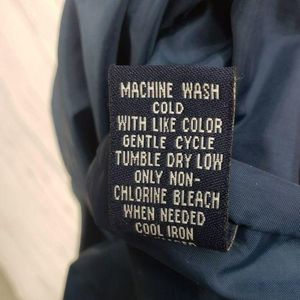 MACHINE WASH
COLD
WITH LIKE COLOR
GENTLE CYCLE
TUMBLE DRY LOW
ONLY NON-
CHLORINE BLEACH
WHEN NEEDED
COOL IRON